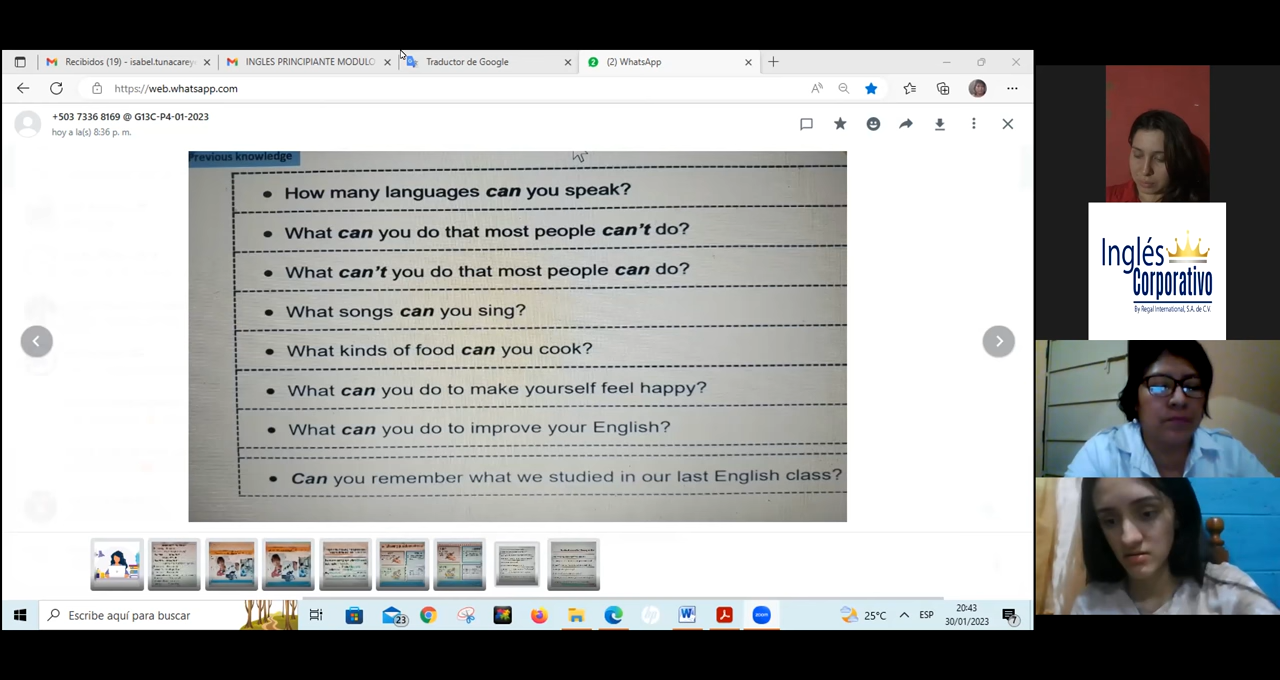 Recibidos (19) - isabel.tunacarey
INGLES PRINCIPIANTE MODULO
Traductor de Google
(2) WhatsApp
https://web.whatsapp.com
+503 7336 8169 @ G13C-P4-01-2023
hoy a la(s) 8:36 p. m.
Previous knowledge
• How many languages can you speak?
• What can you do that most people can't do?
• What can't you do that most people can do?
• What songs can you sing?
• What kinds of food can you cook?
• What can you do to make yourself feel happy?
• What can you do to improve your English?
• Can you remember what we studied in our last English class?
Inglés
Corporativo
By Regal International, S.A. de C.V.
Escribe aquí para buscar
23
zoom
25°C
ESP
20:43
30/01/2023
7